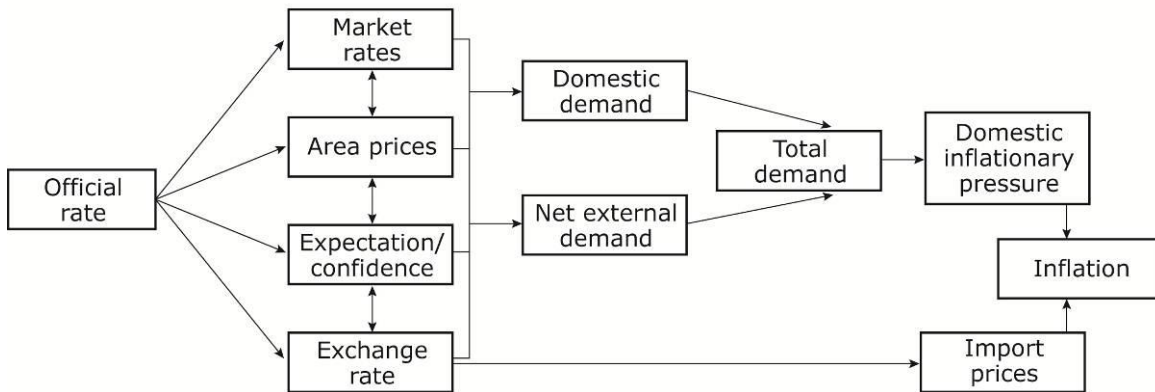 Market
rates
Area prices
Expectation/
confidence
Exchange
rate
Official
rate
Domestic
demand
Net external
demand
Total
demand
Domestic
inflationary
pressure
Inflation
Import
prices